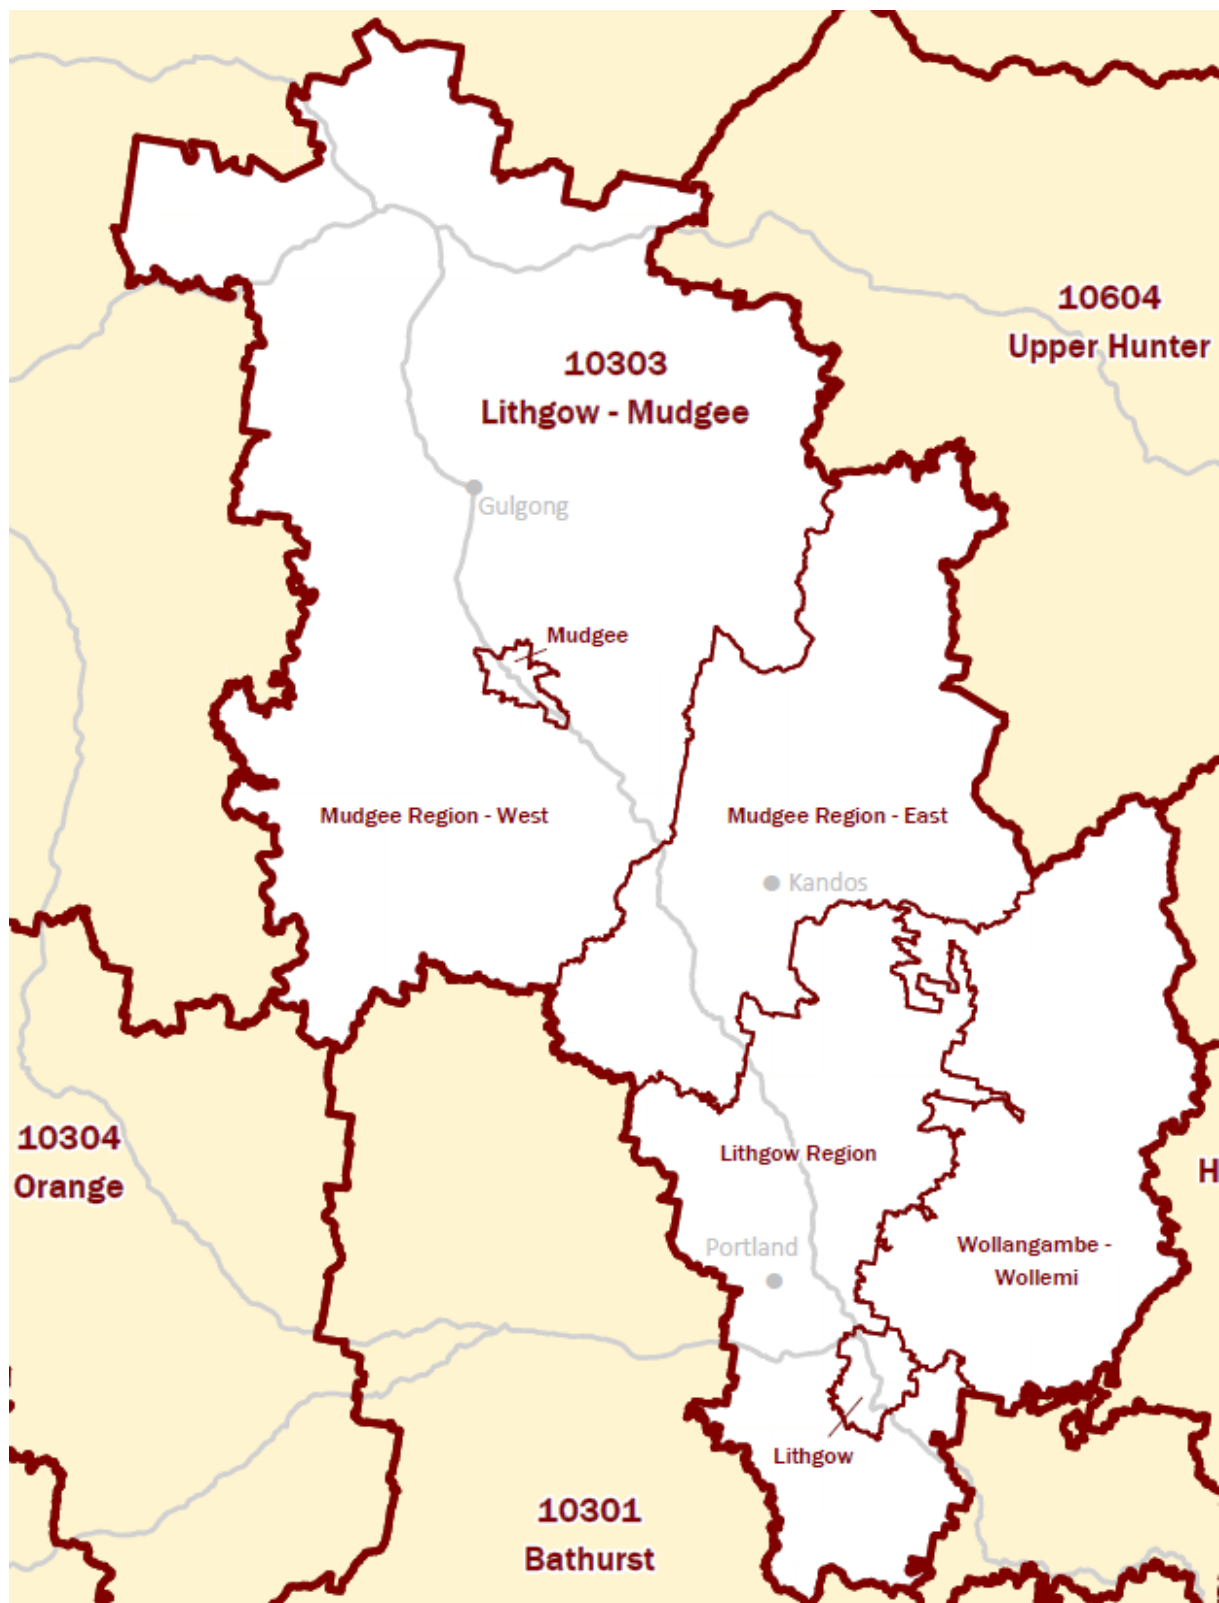 10604
Upper Hunter
10303
Lithgow - Mudgee
Gulgong
Mudgee
Mudgee Region - West
Mudgee Region - East
Kandos
10304
Orange
Lithgow Region
H
Portland
Wollangambe -
Wollemi
Lithgow
10301
Bathurst